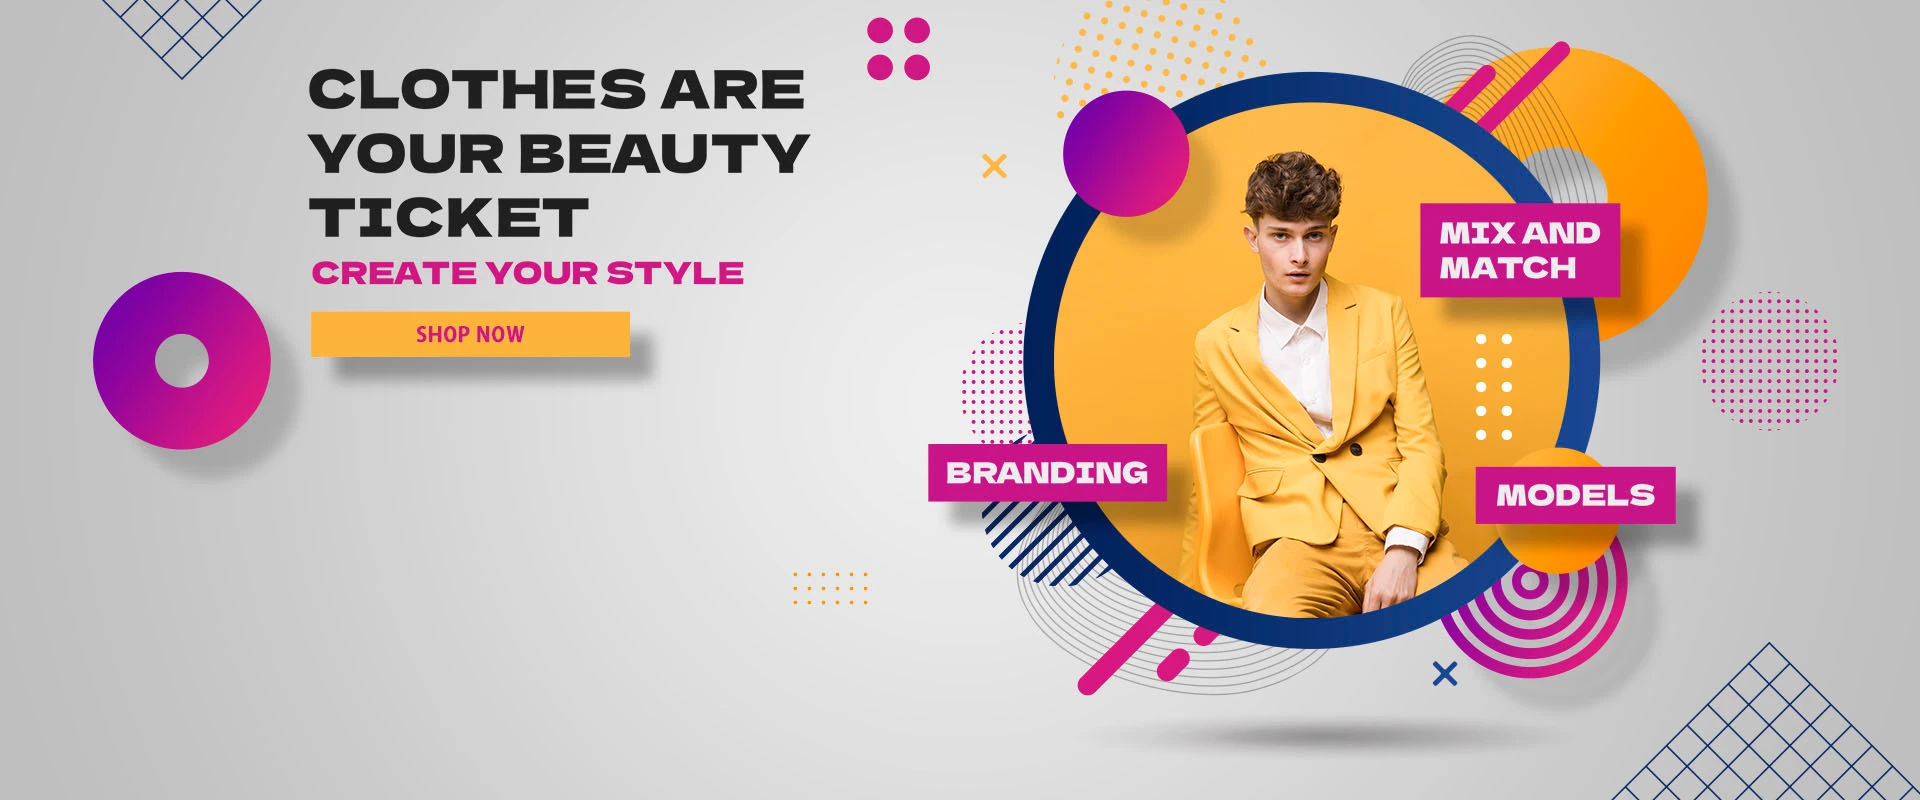 CLOTHES ARE
YOUR BEAUTY
TICKET
CREATE YOUR STYLE
SHOP NOW
MIX AND
MATCH
BRANDING
MODELS